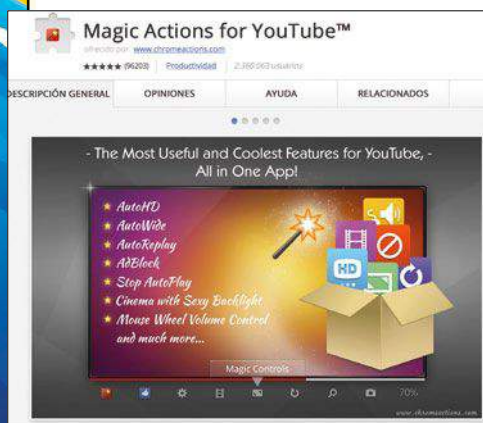 Magic Actions for YouTube™
ofrecido por www.chromeactions.com
★★★★★ (96203) Productividad 2.360.063 usuarios
DESCRIPCIÓN GENERAL OPINIONES AYUDA RELACIONADOS
- The Most Useful and Coolest Features for YouTube, -
All in One App!
AutoHD
AutoWide
AutoReplay
AdBlock
Stop AutoPlay
Cinema with Sexy Backlight
Mouse Wheel Volume Control
and much more...
HD
Magic Controls
70%
www.chromeactions.com